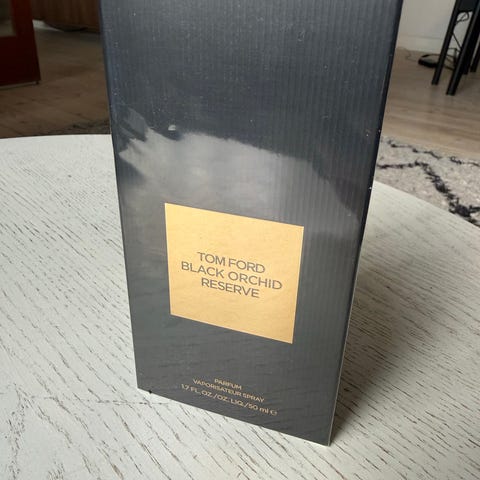 TOM FORD
BLACK ORCHID
RESERVE
PARFUM
VAPORISATEUR SPRAY
1.7 FL. OZ./OZ. LIQ./50 ml ℮